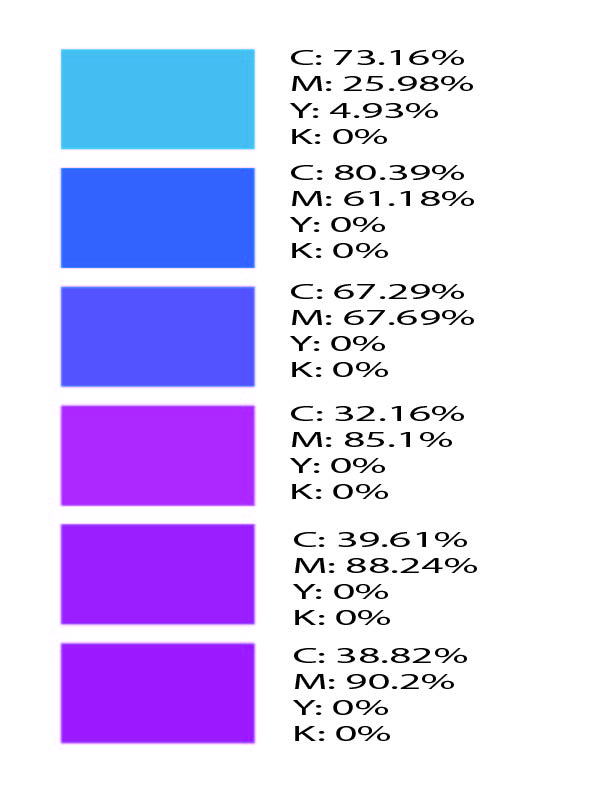 C: 73.16%
M: 25.98%
Y: 4.93%
K: 0%
C: 80.39%
M: 61.18%
Y: 0%
K: 0%
C: 67.29%
M: 67.69%
Y: 0%
K: 0%
C: 32.16%
M: 85.1%
Y: 0%
K: 0%
C: 39.61%
M: 88.24%
Y: 0%
K: 0%
C: 38.82%
M: 90.2%
Y: 0%
K: 0%